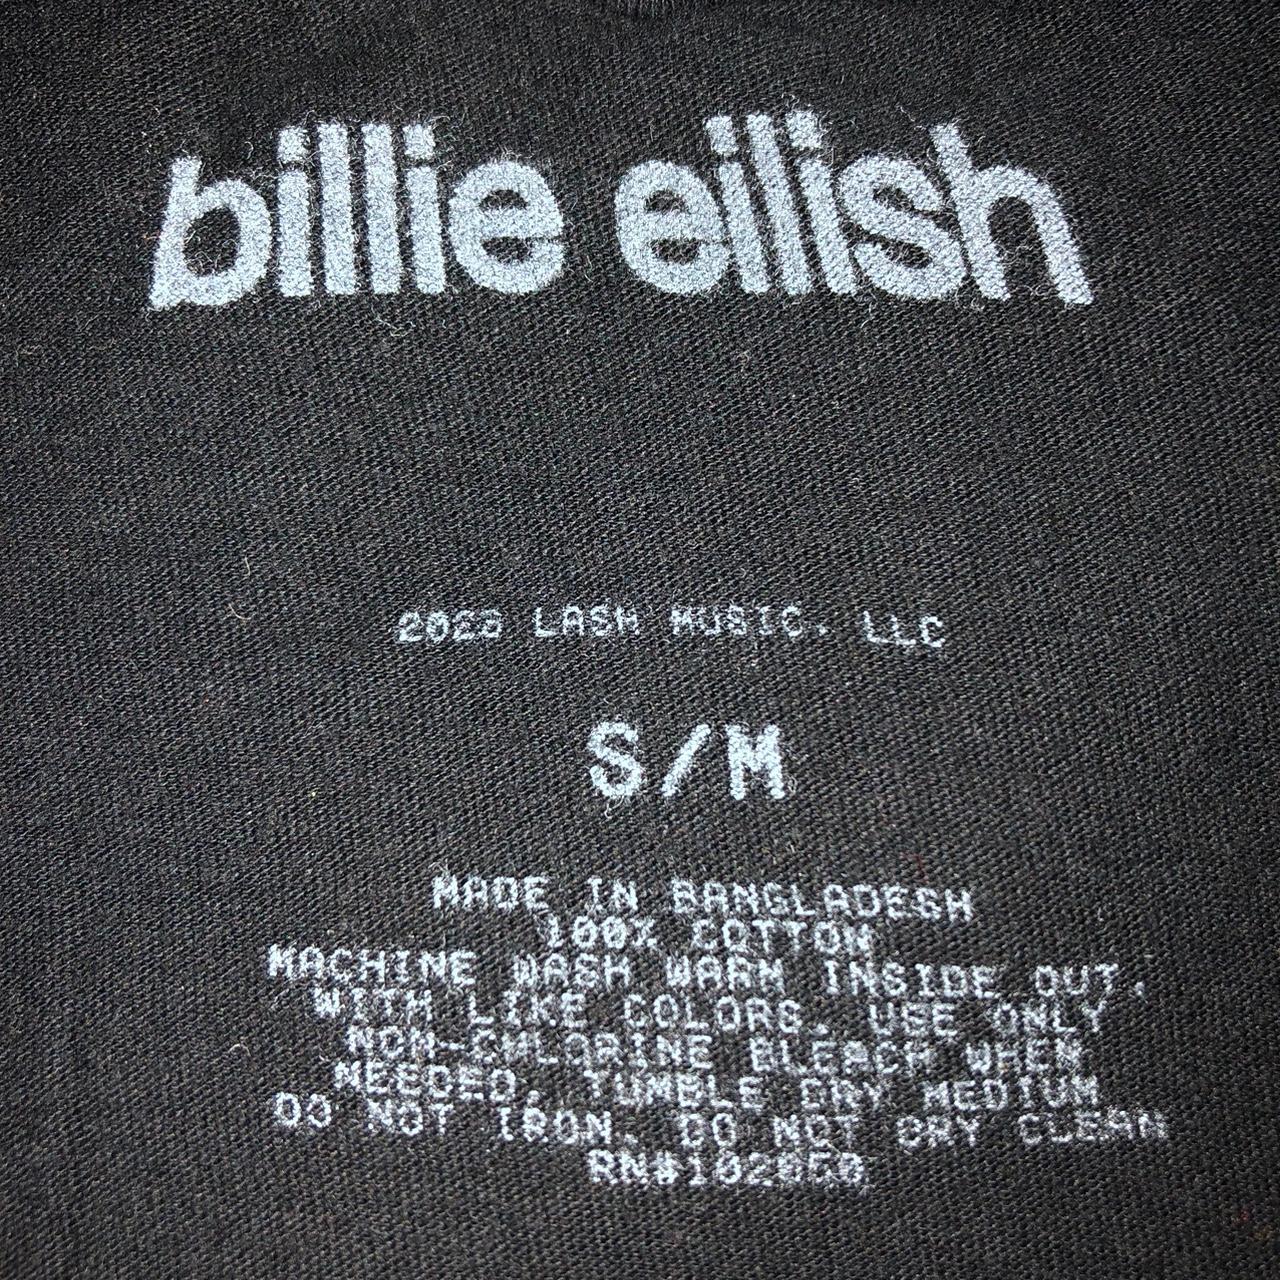 billie eilish
LASH MUSIC, LLC
S/M
MADE IN BANGLADESH
100% COTTON
MACHINE WASH WARM INSIDE OUT,
WITH LIKE COLORS. USE ONLY
NON-CHLORINE BLEACH WHEN
NEEDED. TUMBLE DRY MEDIUM
DO NOT IRON. DO NOT DRY CLEAN